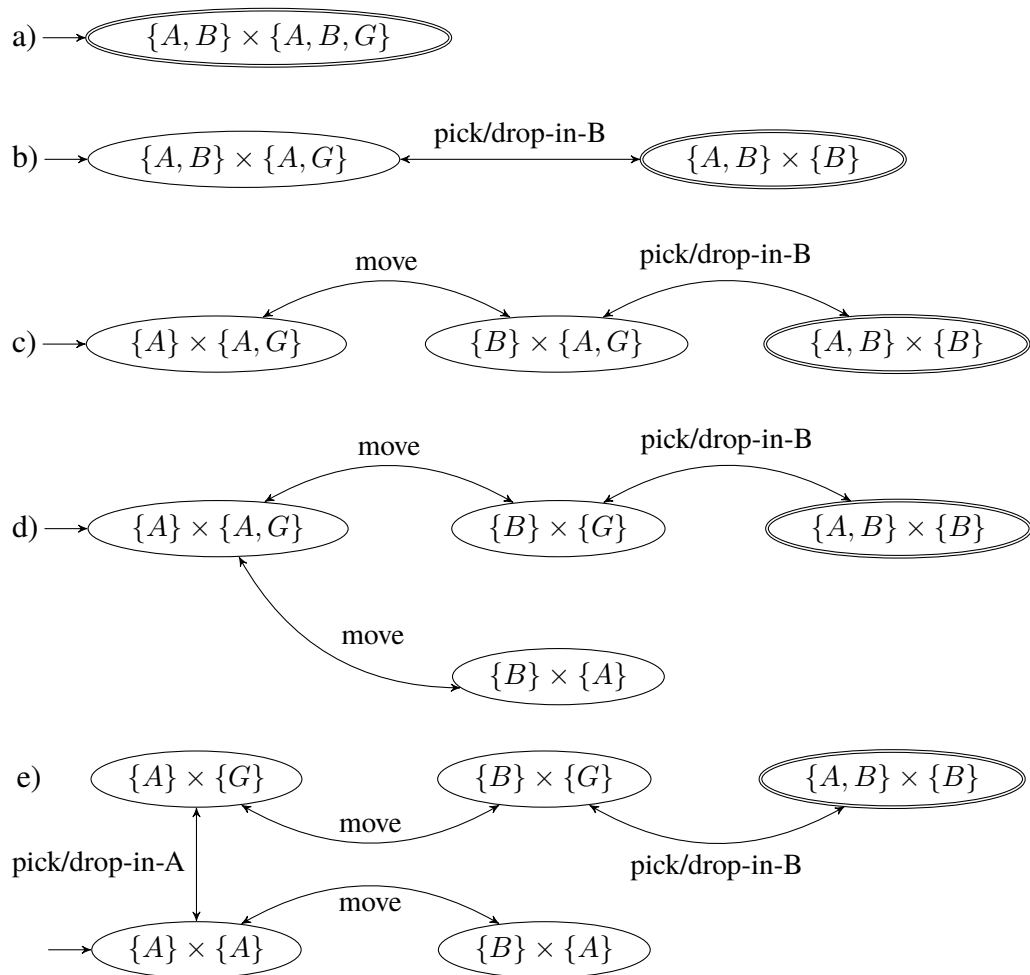 a) {A, B} × {A, B, G}
pick/drop-in-B
b) {A, B} × {A, G} {A, B} × {B}
move pick/drop-in-B
c) {A} × {A, G} {B} × {A, G} {A, B} × {B}
move pick/drop-in-B
d) {A} × {A, G} {B} × {G} {A, B} × {B}
move
{B} × {A}
e) {A} × {G} {B} × {G} {A, B} × {B}
move
pick/drop-in-A pick/drop-in-B
move
{A} × {A} {B} × {A}